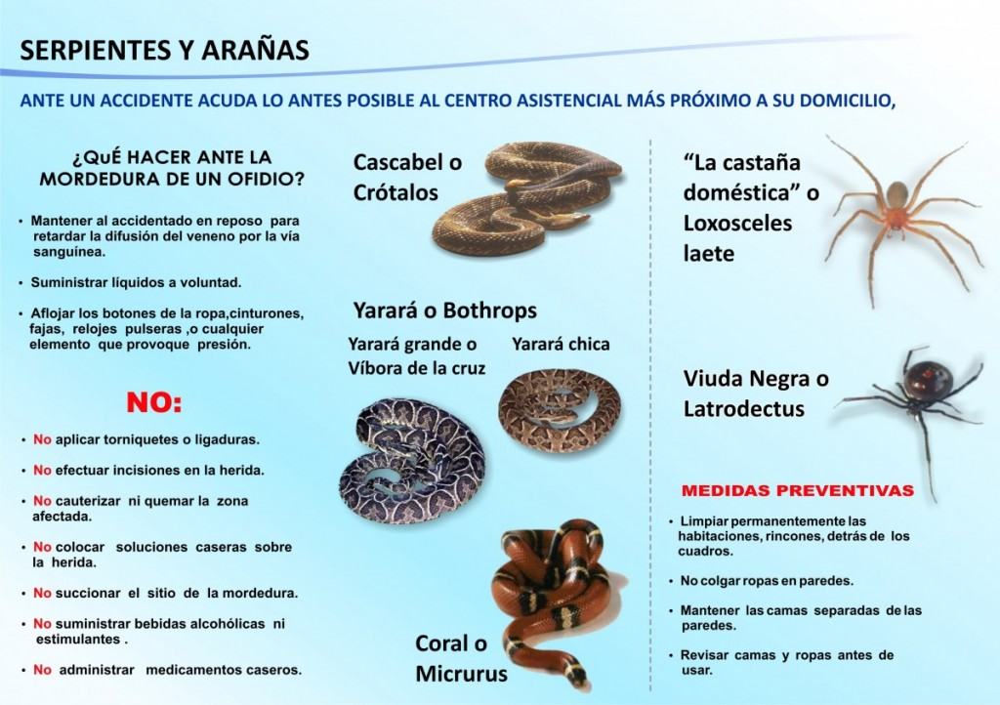 SERPIENTES Y ARAÑAS
ANTE UN ACCIDENTE ACUDA LO ANTES POSIBLE AL CENTRO ASISTENCIAL MÁS PRÓXIMO A SU DOMICILIO,
¿QuÉ HACER ANTE LA
MORDEDURA DE UN OFIDIO?
• Mantener al accidentado en reposo para
retardar la difusión del veneno por la vía
sanguínea.
• Suministrar líquidos a voluntad.
• Aflojar los botones de la ropa,cinturones,
fajas, relojes pulseras ,o cualquier
elemento que provoque presión.
NO:
• No aplicar torniquetes o ligaduras.
• No efectuar incisiones en la herida.
• No cauterizar ni quemar la zona
afectada.
• No colocar soluciones caseras sobre
la herida.
• No succionar el sitio de la mordedura.
• No suministrar bebidas alcohólicas ni
estimulantes .
• No administrar medicamentos caseros.
Cascabel o
Crótalos
Yarará o Bothrops
Yarará grande o
Víbora de la cruz
Yarará chica
Coral o
Micrurus
“La castaña
doméstica” o
Loxosceles
laete
Viuda Negra o
Latrodectus
MEDIDAS PREVENTIVAS
• Limpiar permanentemente las
habitaciones, rincones, detrás de los
cuadros.
• No colgar ropas en paredes.
• Mantener las camas separadas de las
paredes.
• Revisar camas y ropas antes de
usar.